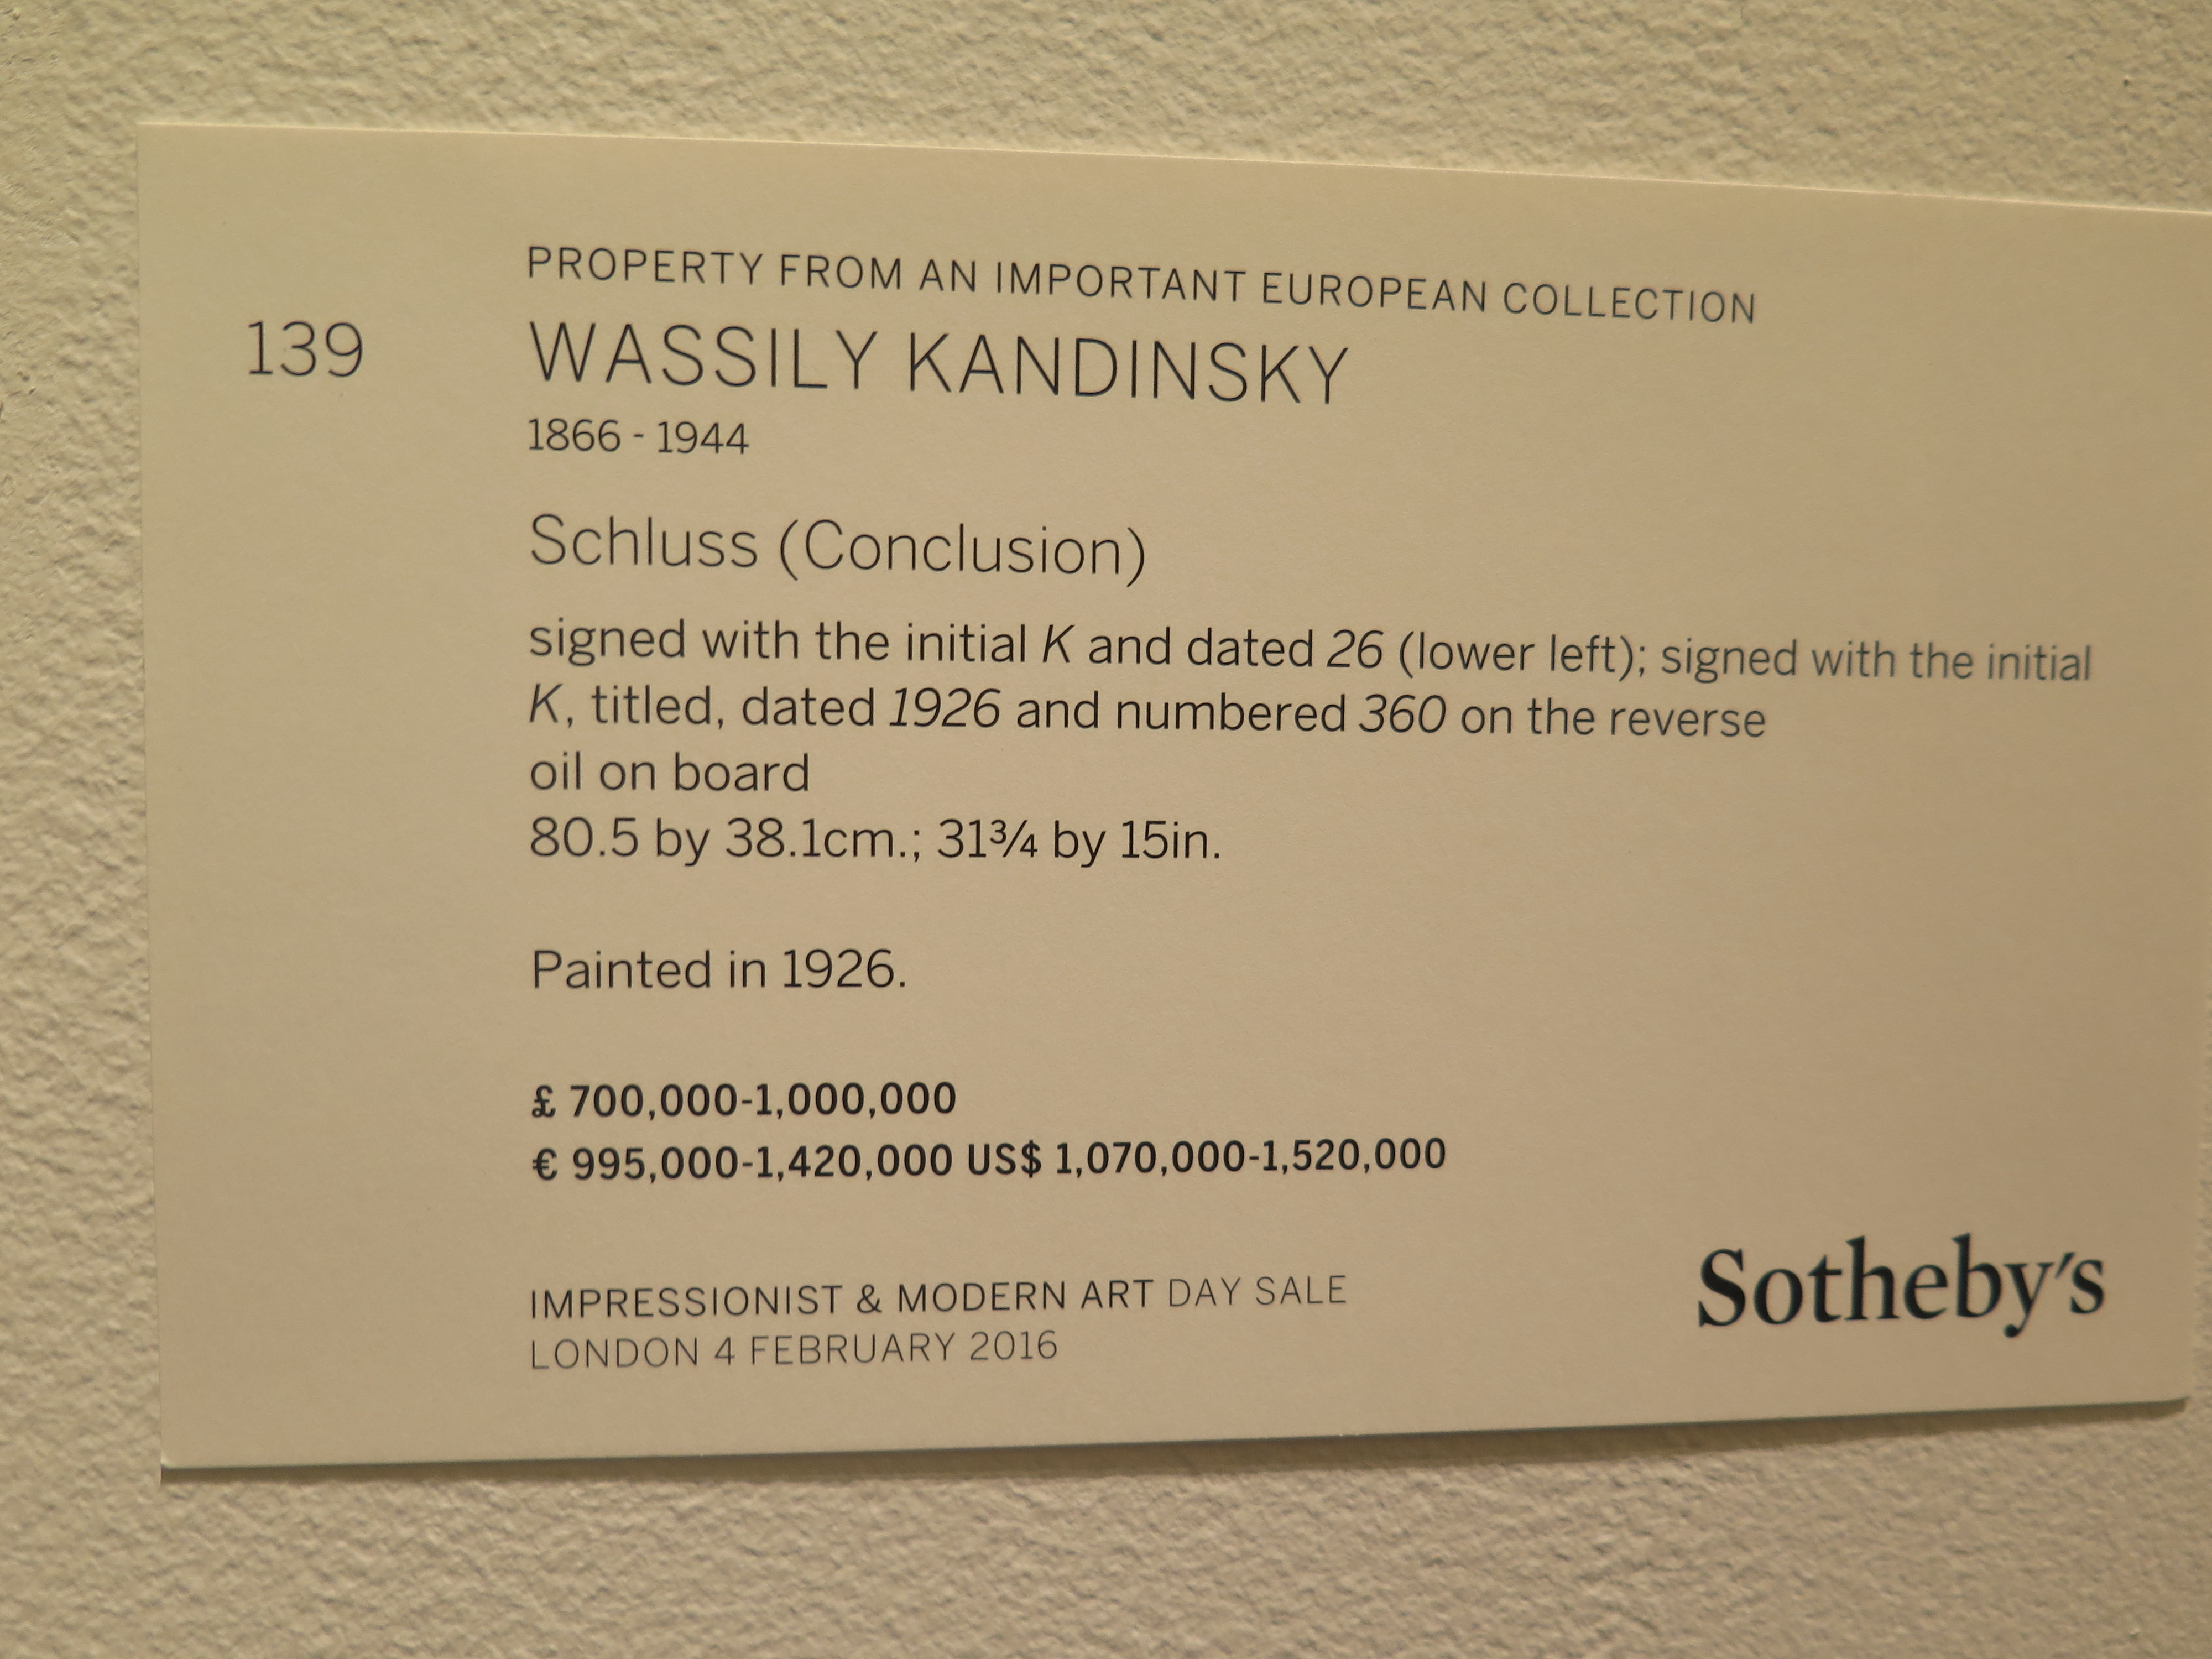 PROPERTY FROM AN IMPORTANT EUROPEAN COLLECTION
139 WASSILY KANDINSKY
1866 - 1944
Schluss (Conclusion)
signed with the initial K and dated 26 (lower left); signed with the initial
K, titled, dated 1926 and numbered 360 on the reverse
oil on board
80.5 by 38.1cm.; 31¾ by 15in.
Painted in 1926.
£ 700,000-1,000,000
€ 995,000-1,420,000 US$ 1,070,000-1,520,000
IMPRESSIONIST & MODERN ART DAY SALE
LONDON 4 FEBRUARY 2016
Sotheby's